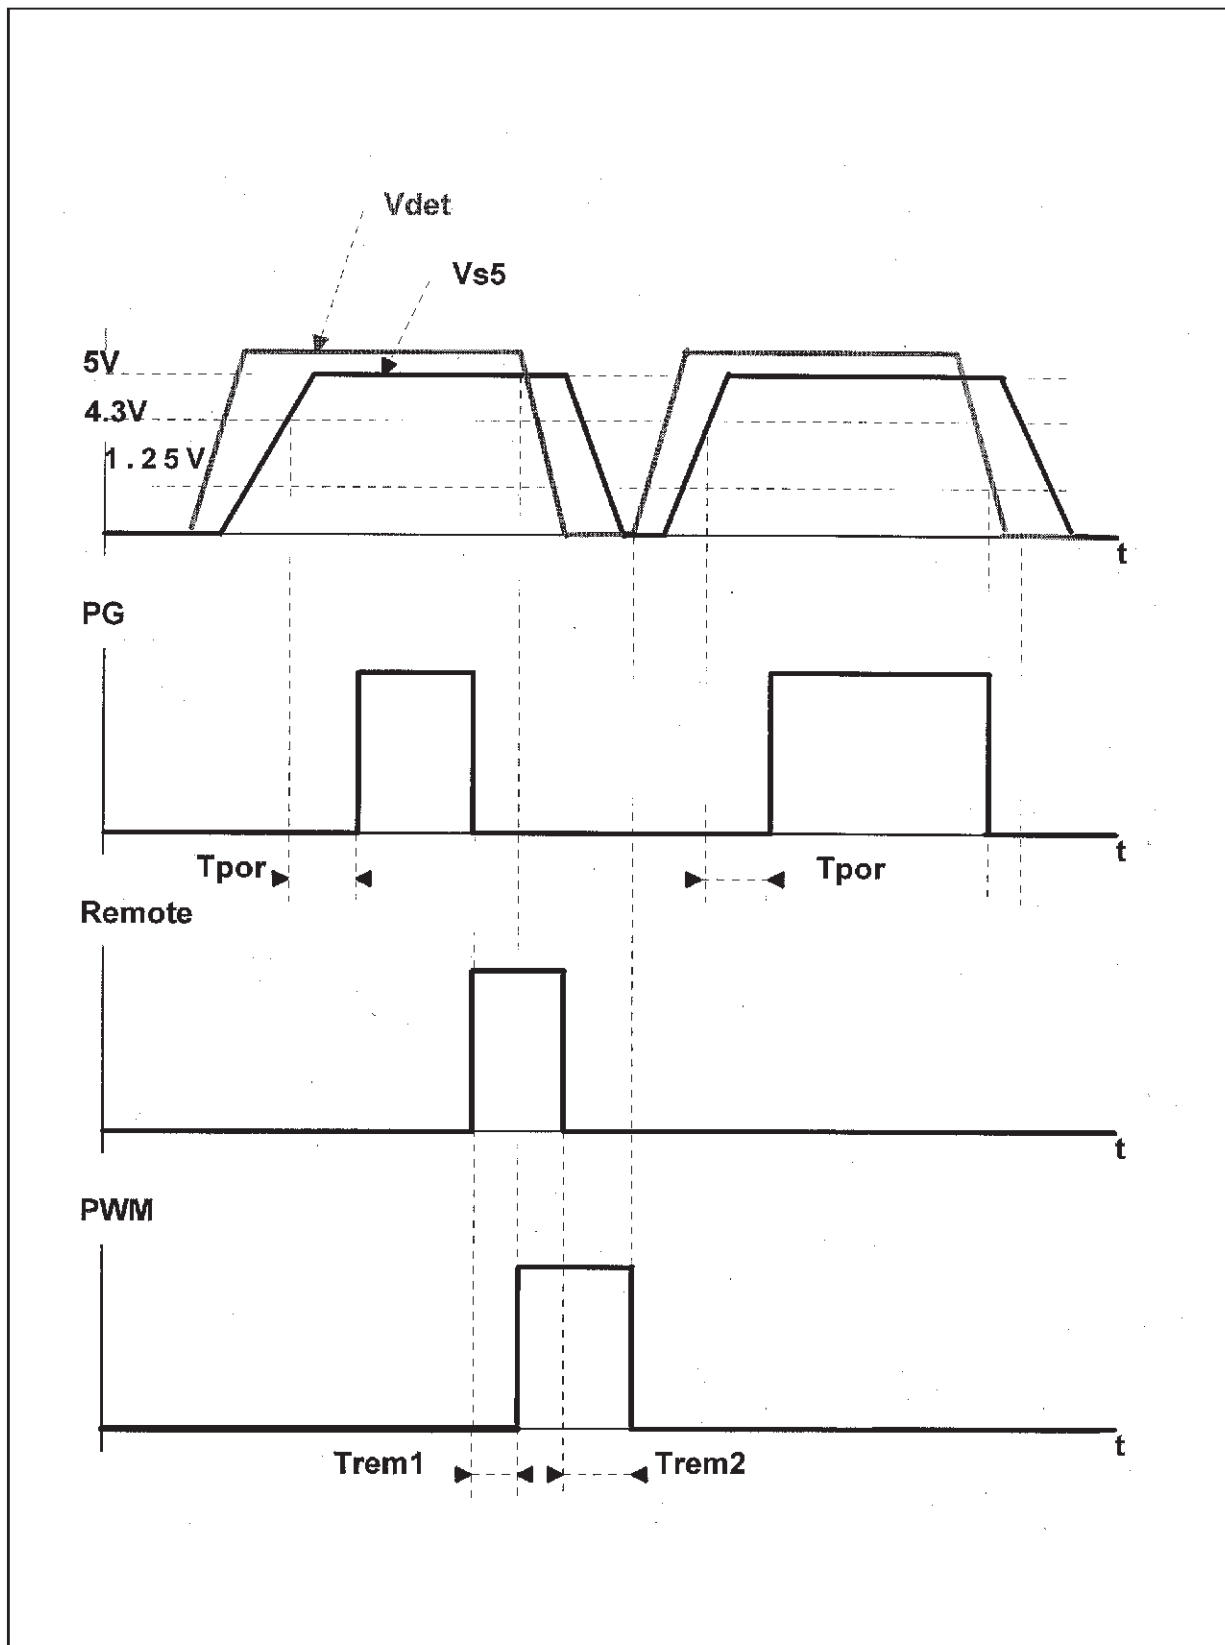 Vdet
Vs5
5V
4.3V
1.25V
t
PG
t
Tpor
Tpor
Remote
t
PWM
t
Trem1
Trem2